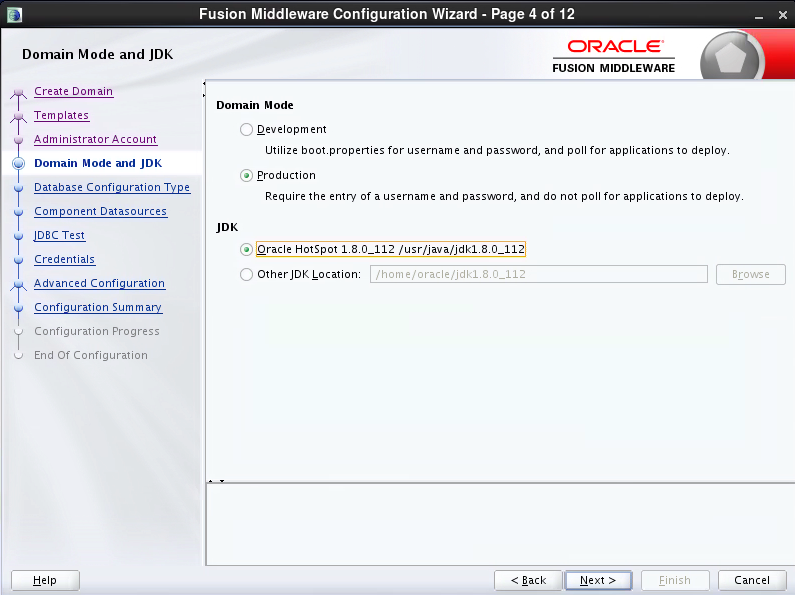 Fusion Middleware Configuration Wizard - Page 4 of 12
Domain Mode and JDK
ORACLE
FUSION MIDDLEWARE
Create Domain
Templates
Administrator Account
Domain Mode and JDK
Database Configuration Type
Component Datasources
JDBC Test
Credentials
Advanced Configuration
Configuration Summary
Configuration Progress
End Of Configuration
Domain Mode
Development
Utilize boot.properties for username and password, and poll for applications to deploy.
Production
Require the entry of a username and password, and do not poll for applications to deploy.
JDK
Oracle HotSpot 1.8.0_112 /usr/java/jdk1.8.0_112
Other JDK Location: /home/oracle/jdk1.8.0_112 Browse
Help < Back Next > Finish Cancel